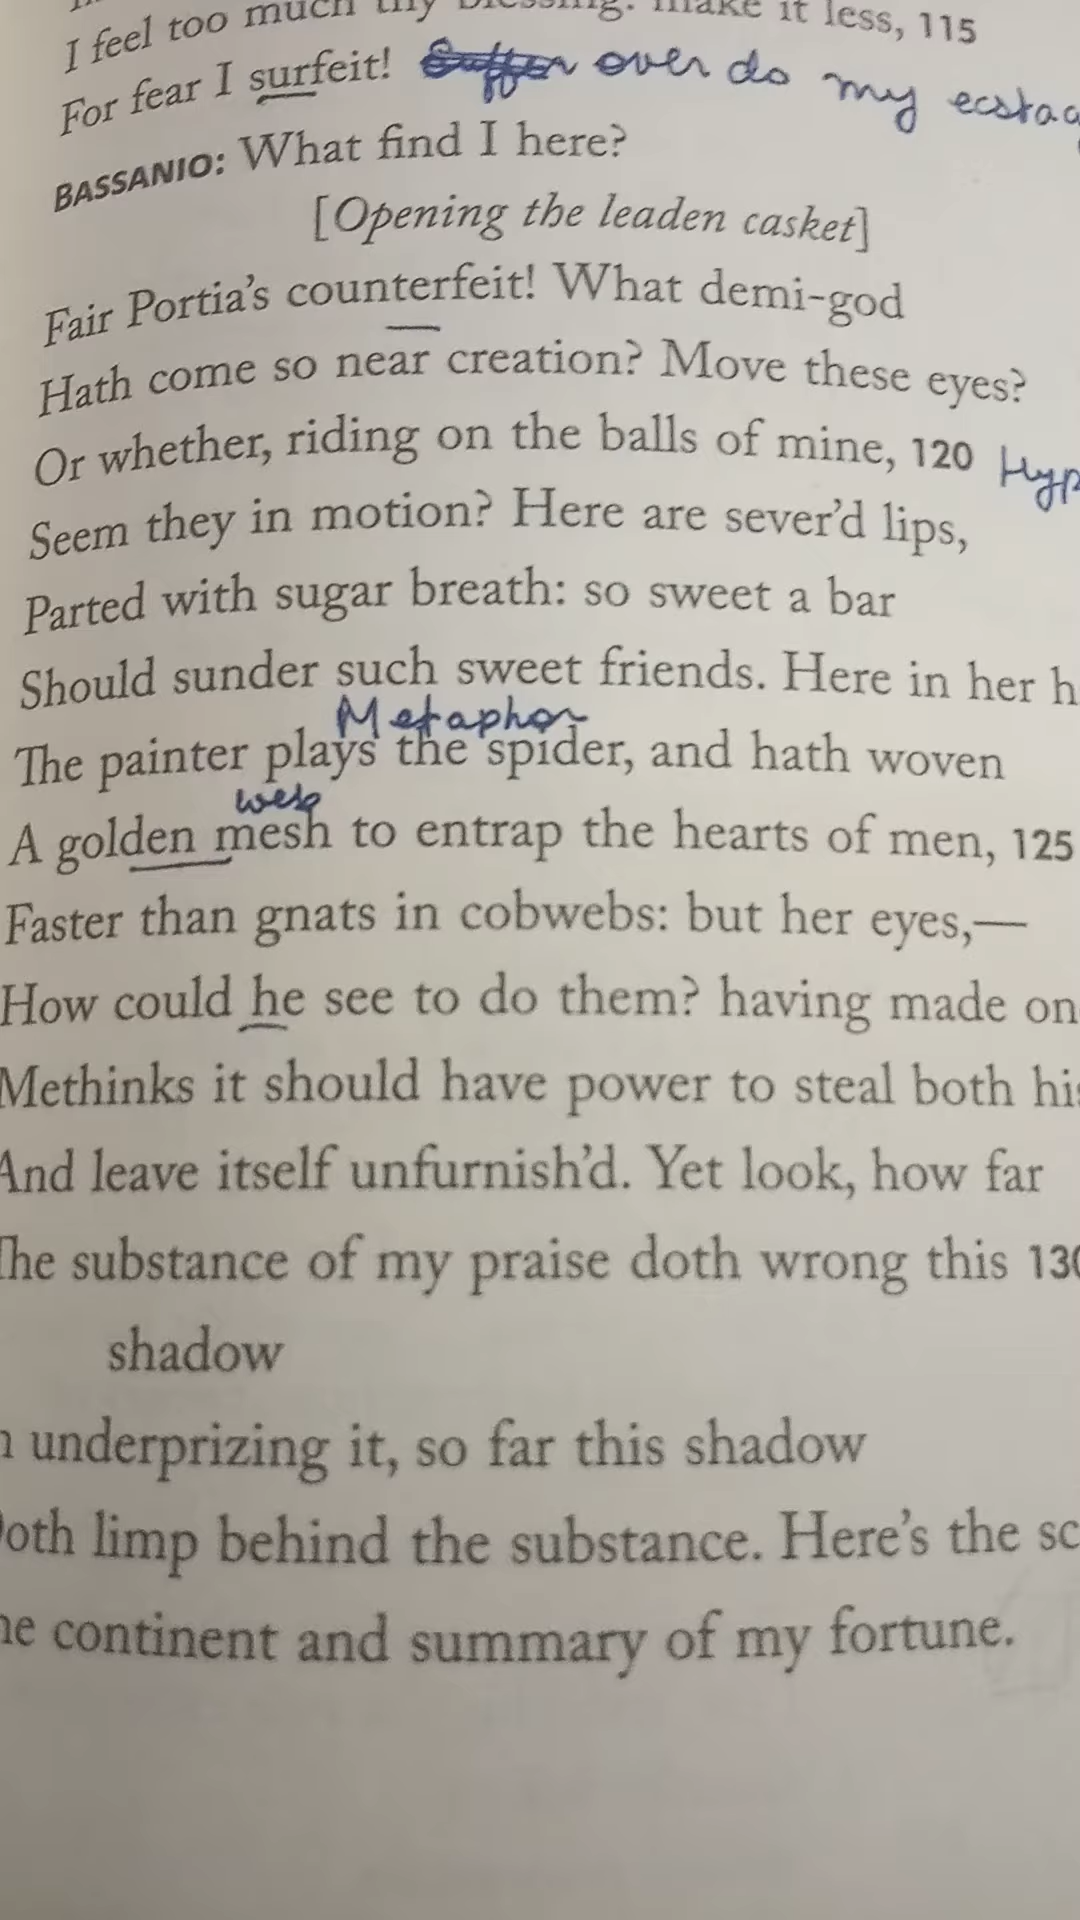 I feel too much thy blessing: make it less, 115
For fear I surfeit! over do my
BASSANIO: What find I here?
[Opening the leaden casket]
Fair Portia's counterfeit! What demi-god
Hath come so near creation? Move these eyes?
Or whether, riding on the balls of mine, 120
Seem they in motion? Here are sever'd lips,
Parted with sugar breath: so sweet a bar
Should sunder such sweet friends. Here in her
Metaphor
The painter plays the spider, and hath woven
web
A golden mesh to entrap the hearts of men, 125
Faster than gnats in cobwebs: but her eyes,—
How could he see to do them? having made
Methinks it should have power to steal both
And leave itself unfurnish'd. Yet look, how far
The substance of my praise doth wrong this
shadow
underprizing it, so far this shadow
limp behind the substance. Here's the
continent and summary of my fortune.